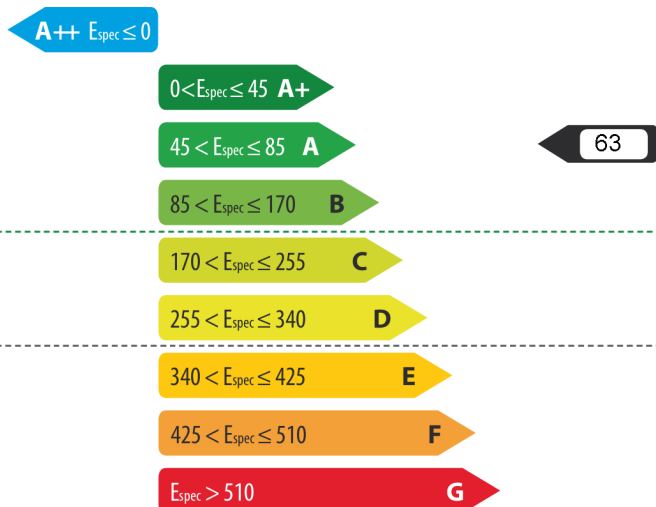 A++ Espec ≤ 0
0<Espec ≤ 45 A+
45 < Espec ≤ 85 A
63
85 < Espec ≤ 170 B
170 < Espec ≤ 255 C
255 < Espec ≤ 340 D
340 < Espec ≤ 425 E
425 < Espec ≤ 510 F
Espec > 510 G